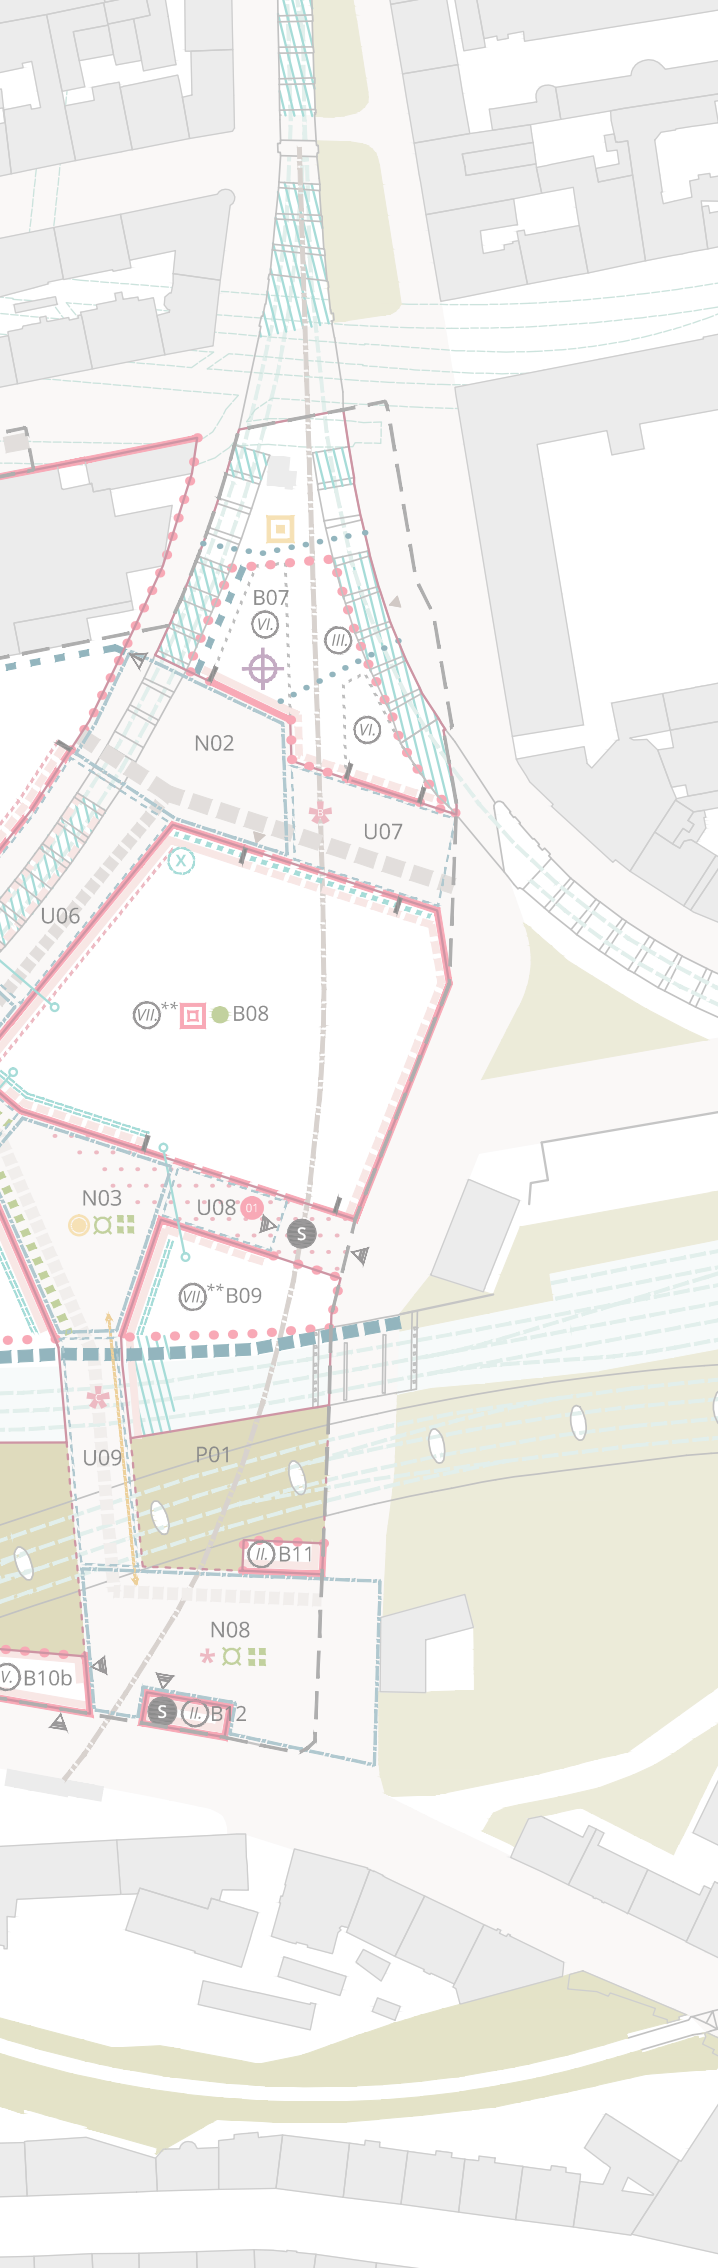 B07
VI.
III.
VI.
N02
U07
X
U06
VII.** B08
N03
U08 01
S
VII.** B09
U09
P01
II. B11
N08
V. B10b
S II. B12